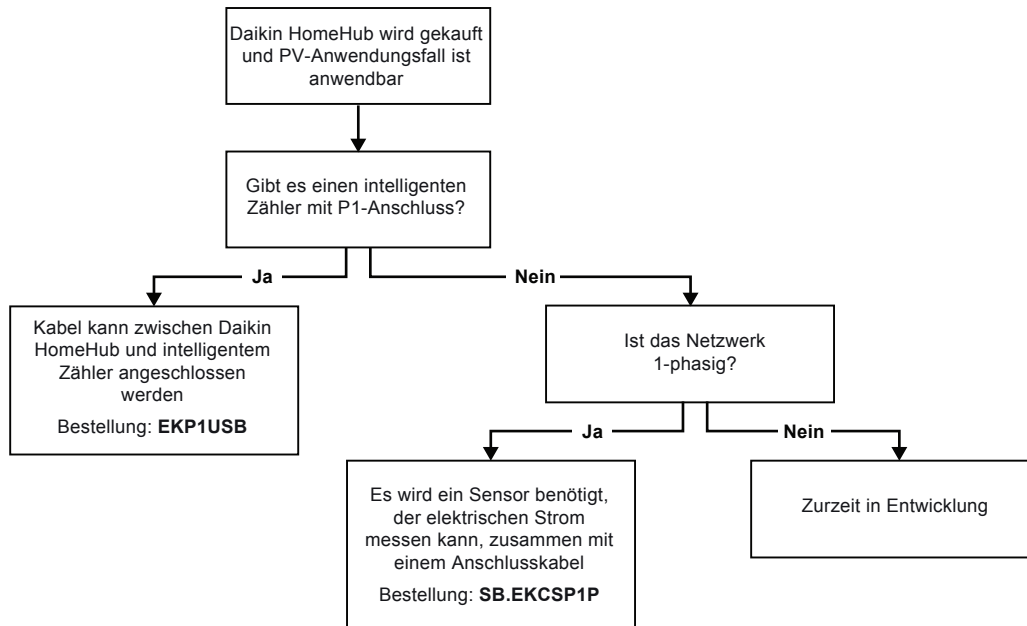 Daikin HomeHub wird gekauft
und PV-Anwendungsfall ist
anwendbar
Gibt es einen intelligenten
Zähler mit P1-Anschluss?
Ja
Nein
Kabel kann zwischen Daikin
HomeHub und intelligentem
Zähler angeschlossen
werden
Bestellung: EKP1USB
Ist das Netzwerk
1-phasig?
Ja
Nein
Es wird ein Sensor benötigt,
der elektrischen Strom
messen kann, zusammen mit
einem Anschlusskabel
Bestellung: SB.EKCSP1P
Zurzeit in Entwicklung